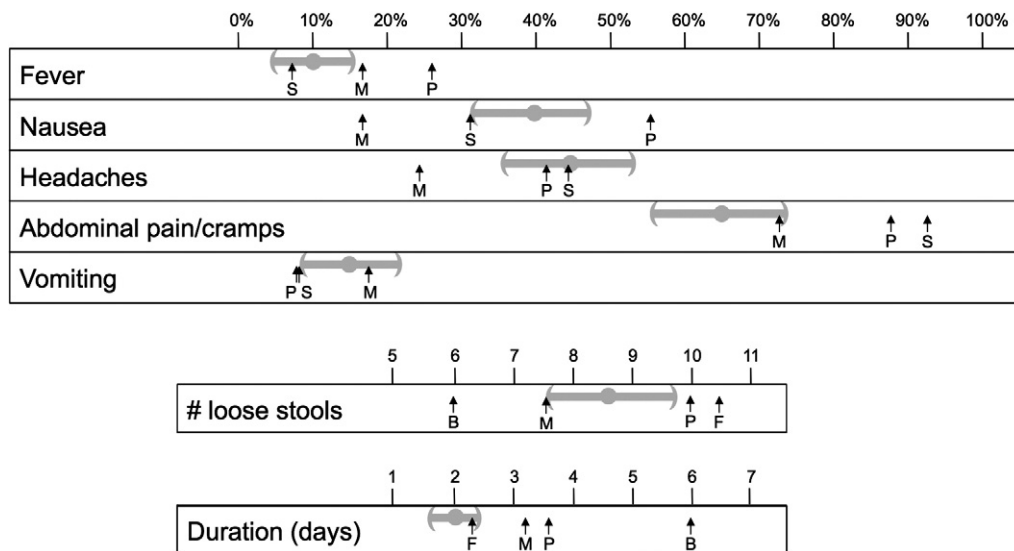 0% 10% 20% 30% 40% 50% 60% 70% 80% 90% 100%
Fever
S M P
Nausea
M S P
Headaches
M P S
Abdominal pain/cramps
M P S
Vomiting
P S M
5 6 7 8 9 10 11
# loose stools
B M P F
1 2 3 4 5 6 7
Duration (days)
F M P B